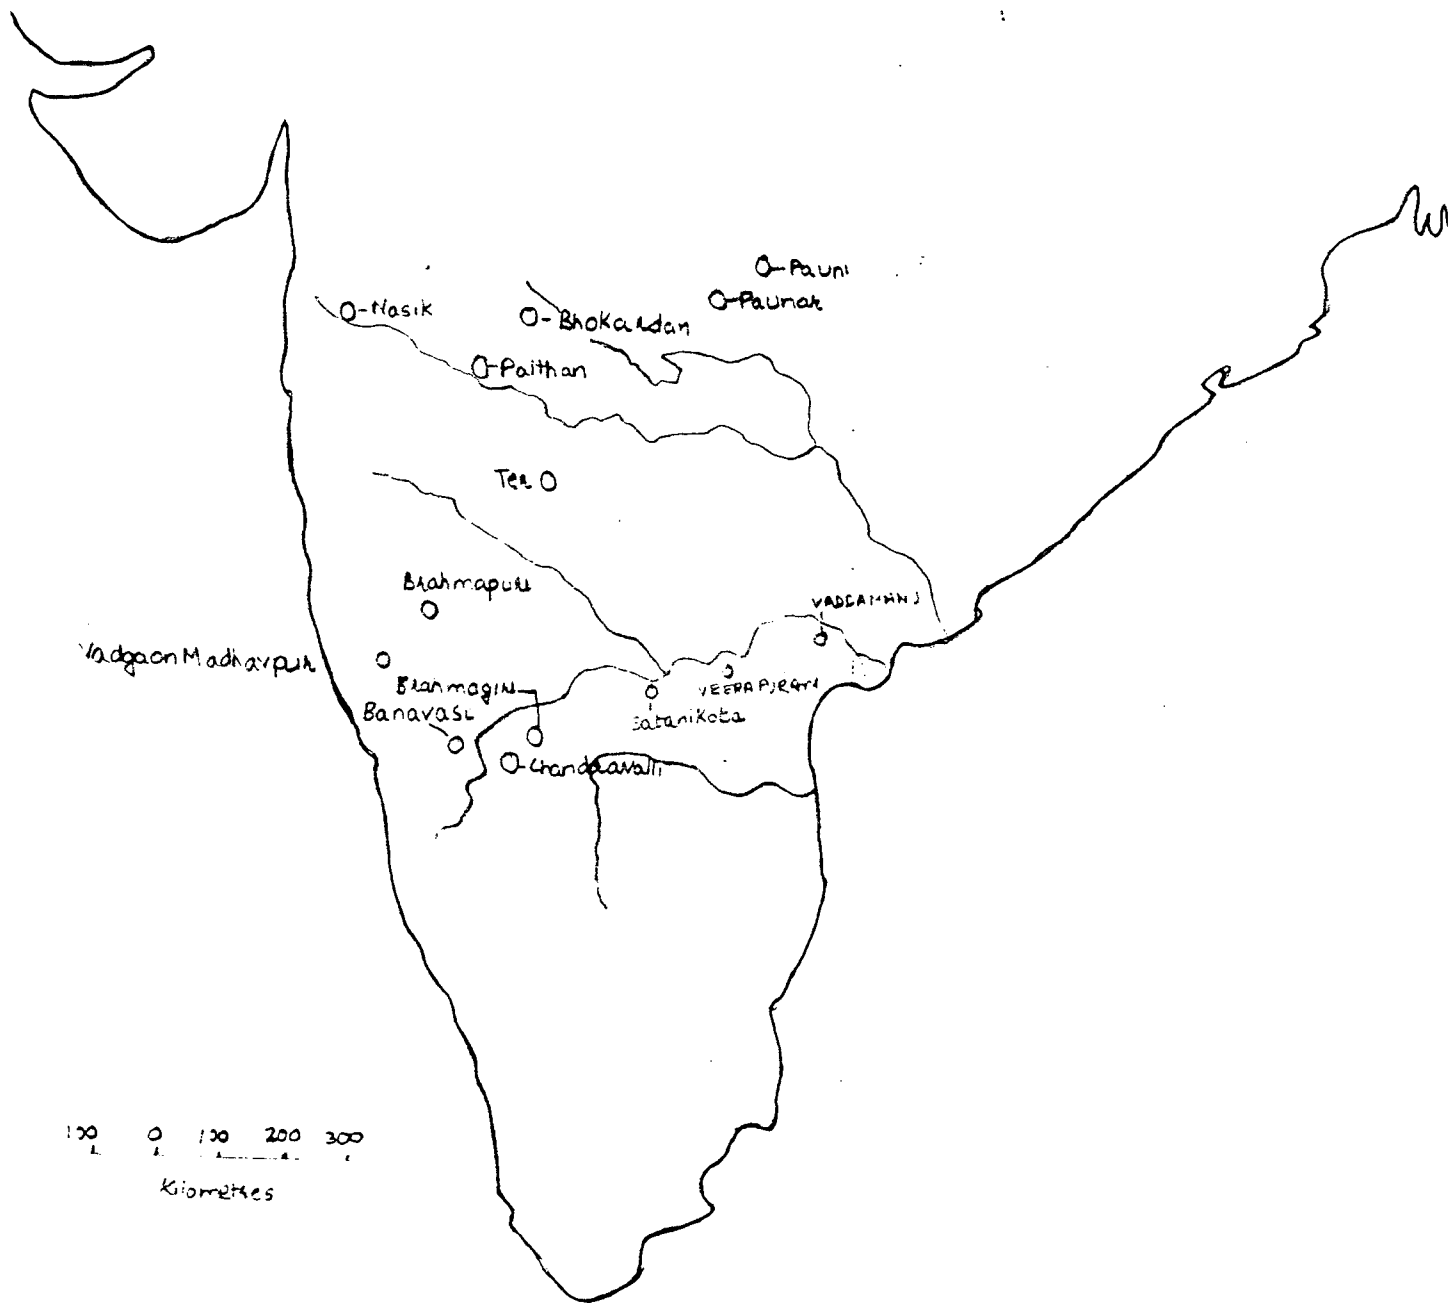 Pauni
Paunar
Nasik
Bhokardan
Paithan
Ter
Brahmapuri
VADDAMANU
Vadgaon Madhavpur
Brahmagiri
VEERAPURAM
Banavasi
Satanikota
Chandravalli
100 0 100 200 300
Kilometres